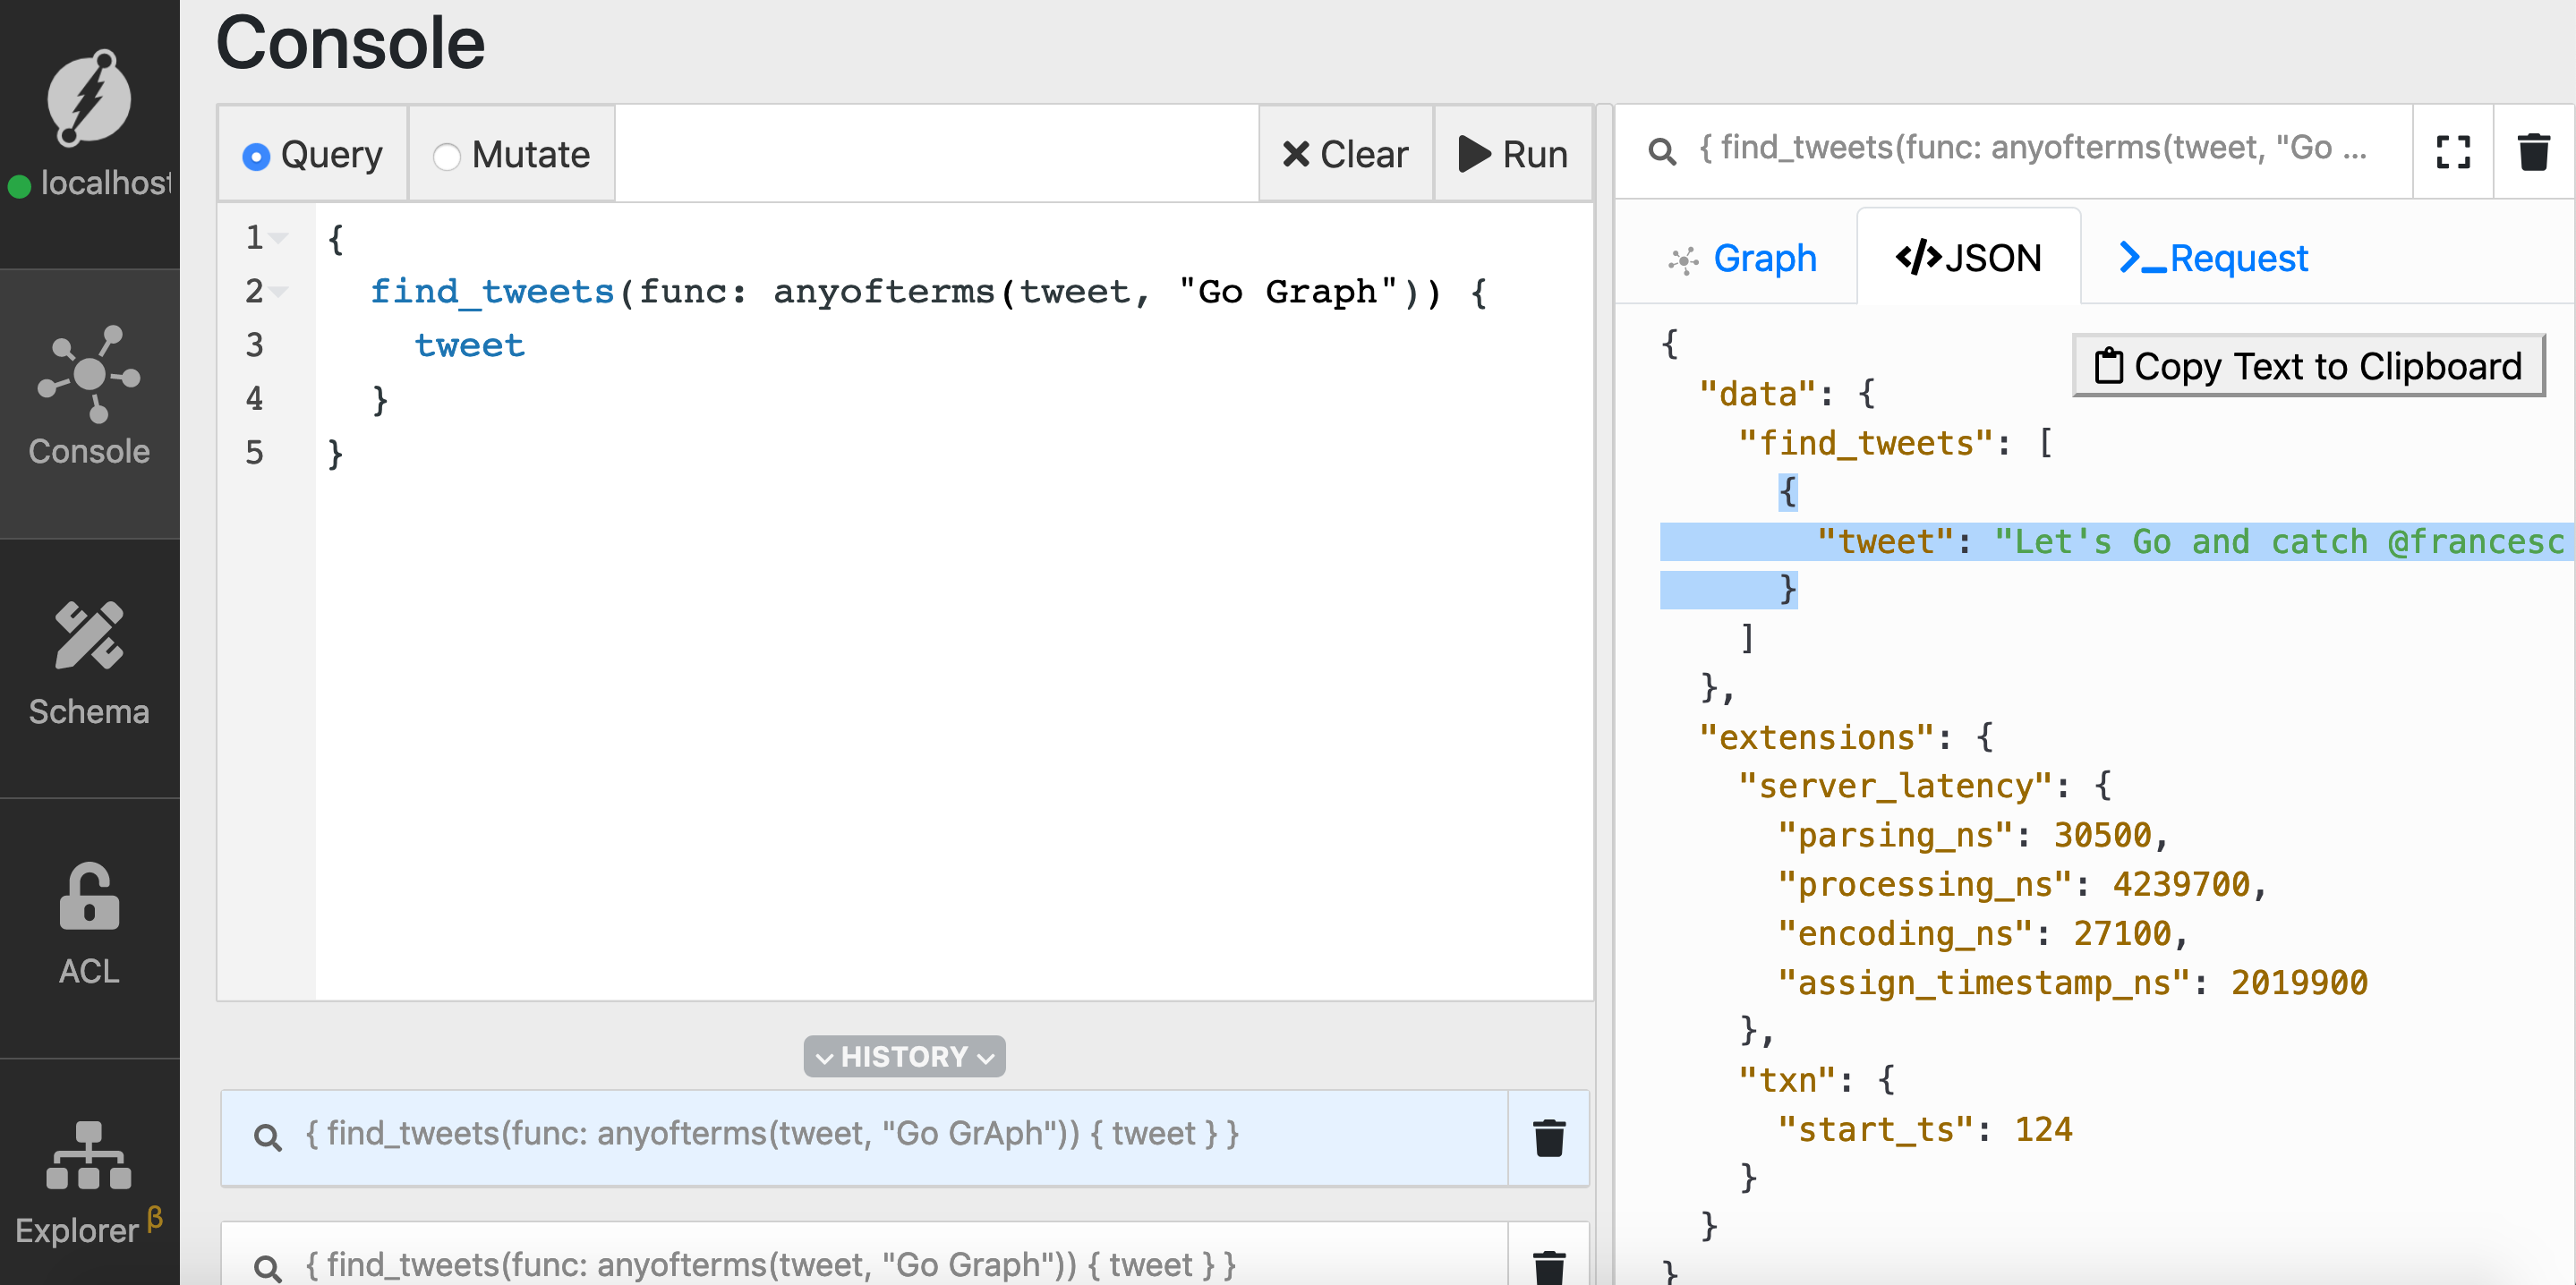 Console
localhost
Console
Schema
ACL
Explorer β
Query
Mutate
Clear
Run
1
2
3
4
5
{
find_tweets(func: anyofterms(tweet, "Go Graph")) {
tweet
}
}
HISTORY
{ find_tweets(func: anyofterms(tweet, "Go GrAph")) { tweet } }
{ find_tweets(func: anyofterms(tweet, "Go Graph")) { tweet } }
{ find_tweets(func: anyofterms(tweet, "Go ...
Graph
</>JSON
>_Request
Copy Text to Clipboard
{
"data": {
"find_tweets": [
{
"tweet": "Let's Go and catch @francesc
}
]
},
"extensions": {
"server_latency": {
"parsing_ns": 30500,
"processing_ns": 4239700,
"encoding_ns": 27100,
"assign_timestamp_ns": 2019900
},
"txn": {
"start_ts": 124
}
}
}